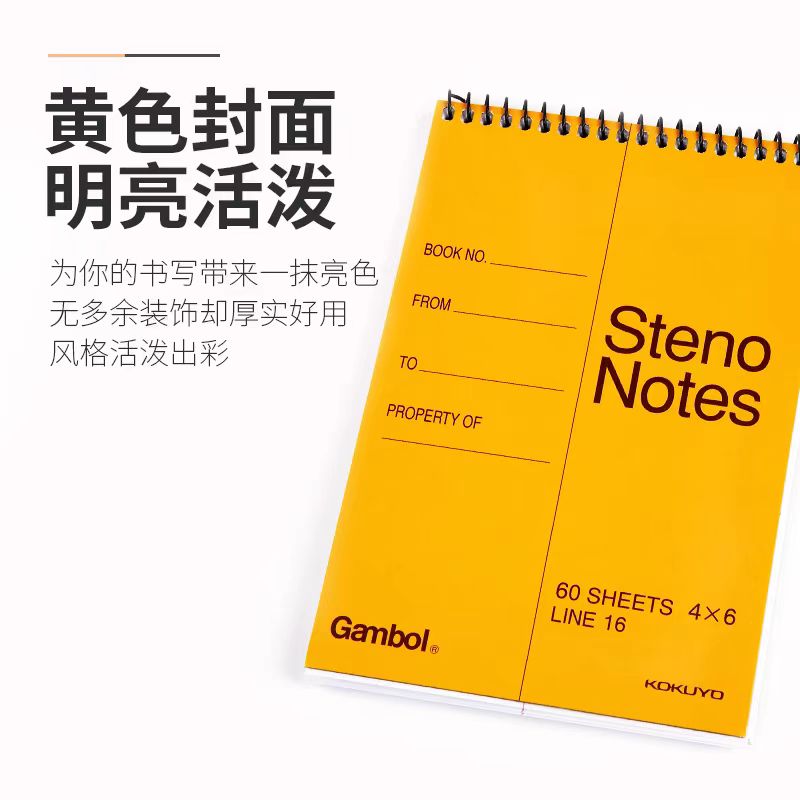 黄色封面
明亮活泼
为你的书写带来一抹亮色
无多余装饰却厚实好用
风格活泼出彩
BOOK NO.
FROM
TO
PROPERTY OF
Steno
Notes
60 SHEETS 4×6
LINE 16
Gambol®
KOKUYO